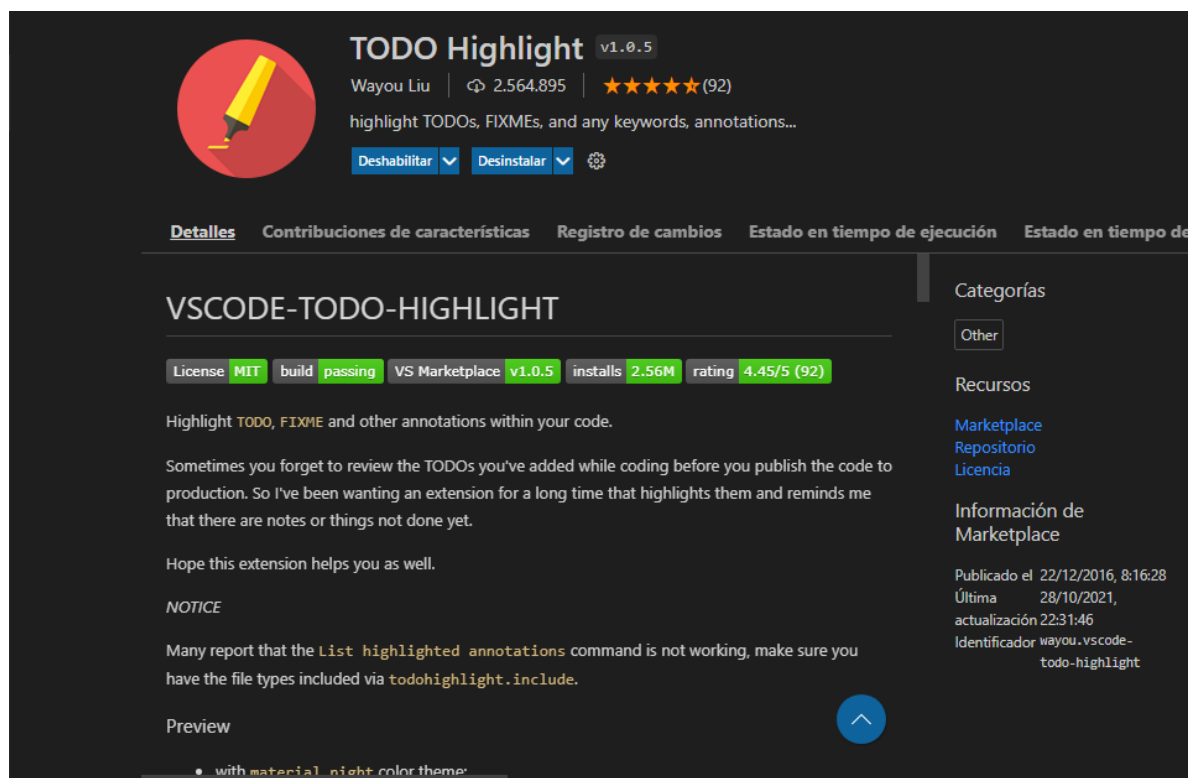 TODO Highlight v1.0.5
Wayou Liu 2.564.895 (92)
highlight TODOs, FIXMEs, and any keywords, annotations...
Deshabilitar Desinstalar
Detalles Contribuciones de características Registro de cambios Estado en tiempo de ejecución Estado en tiempo de
VSCODE-TODO-HIGHLIGHT
License MIT build passing VS Marketplace v1.0.5 installs 2.56M rating 4.45/5 (92)
Highlight TODO, FIXME and other annotations within your code.
Sometimes you forget to review the TODOs you've added while coding before you publish the code to
production. So I've been wanting an extension for a long time that highlights them and reminds me
that there are notes or things not done yet.
Hope this extension helps you as well.
NOTICE
Many report that the List highlighted annotations command is not working, make sure you
have the file types included via todohighlight.include.
Preview
• with material night color theme:
Categorías
Other
Recursos
Marketplace
Repositorio
Licencia
Información de
Marketplace
Publicado el 22/12/2016, 8:16:28
Última 28/10/2021,
actualización 22:31:46
Identificador wayou.vscode-
todo-highlight